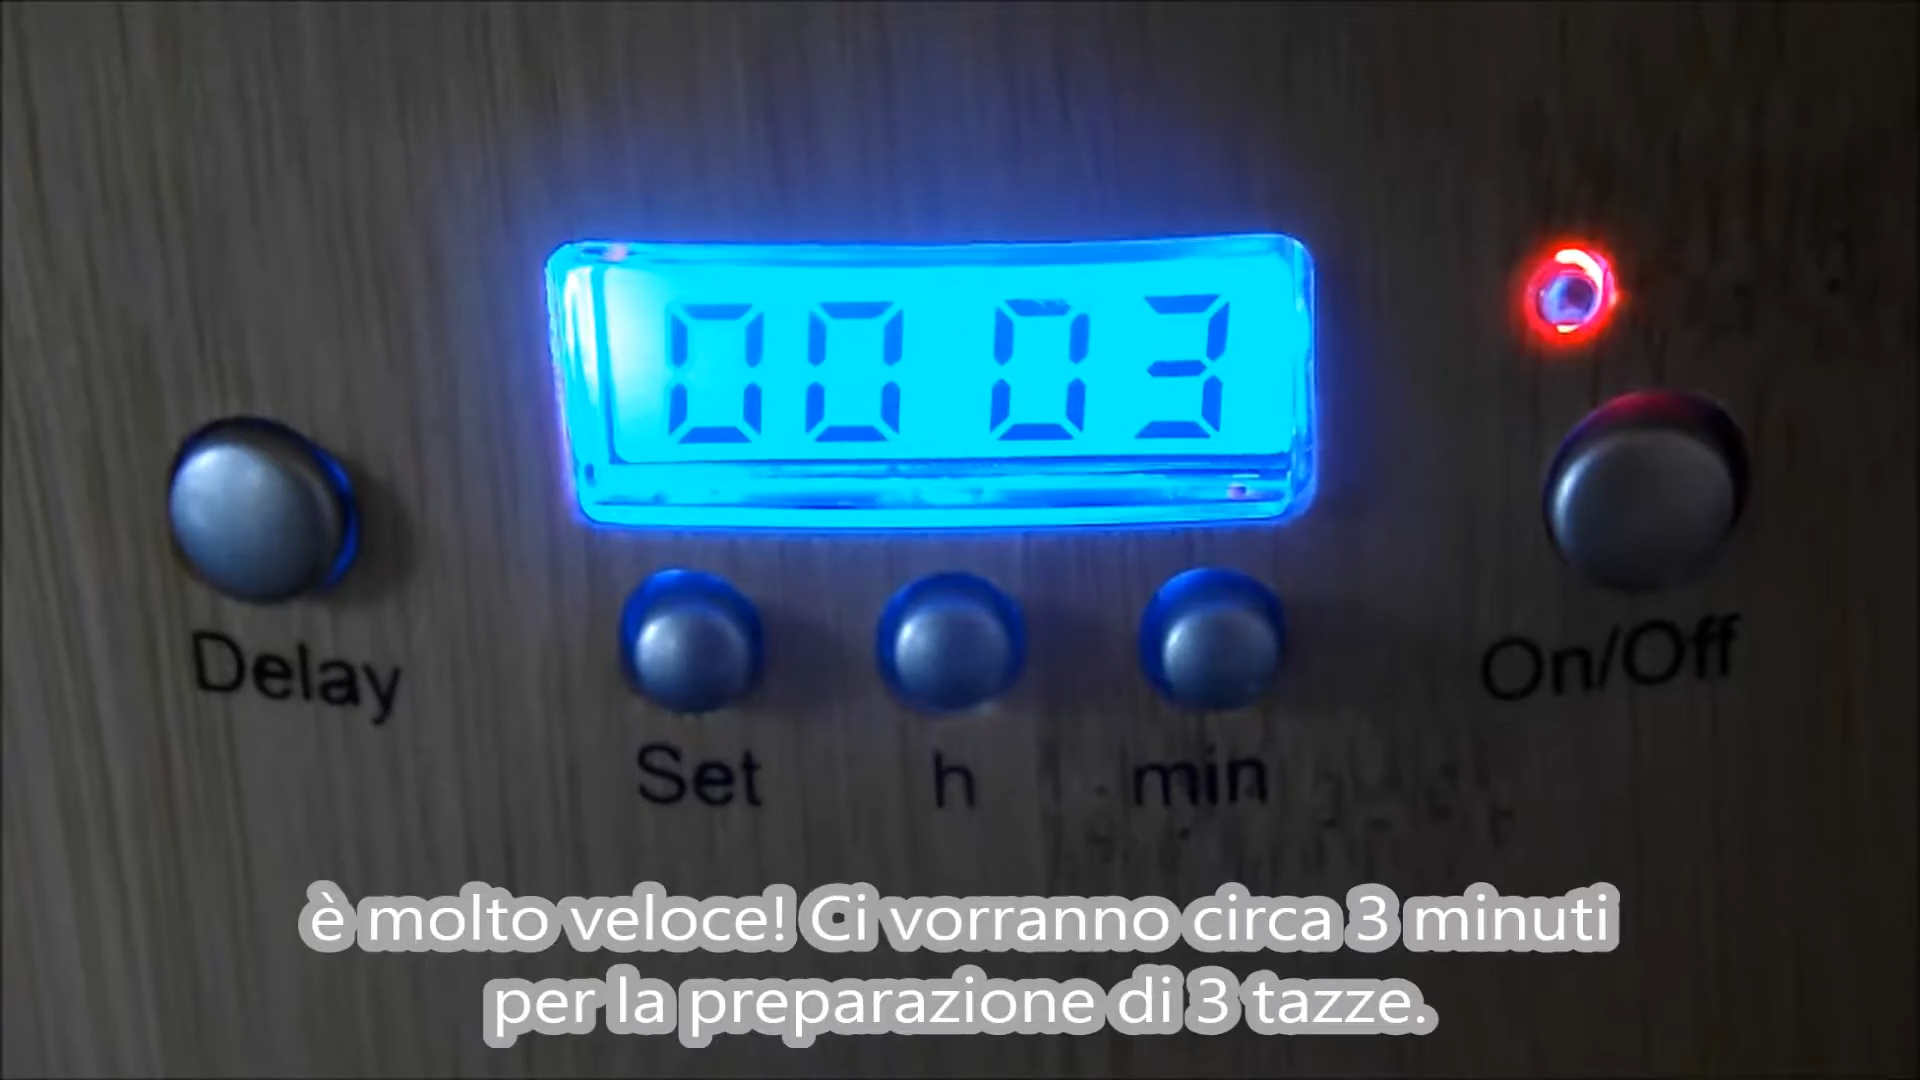 00 03
Delay
Set h min
On/Off
è molto veloce! Ci vorranno circa 3 minuti
per la preparazione di 3 tazze.